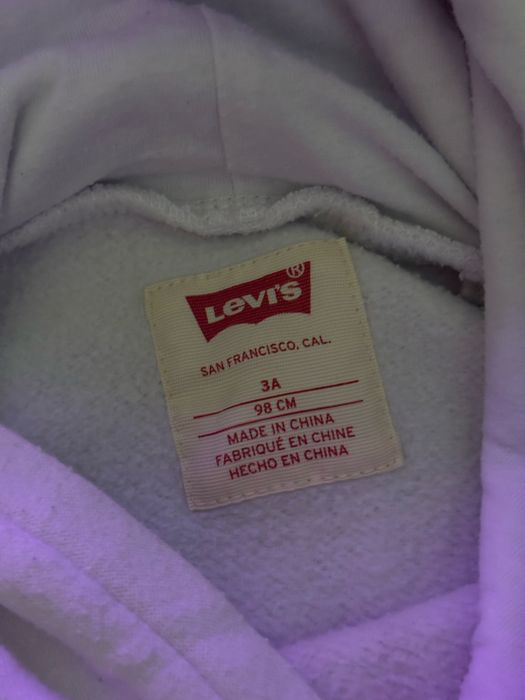 LEVI'S ®
SAN FRANCISCO, CAL.
3A
98 CM
MADE IN CHINA
FABRIQUÉ EN CHINE
HECHO EN CHINA